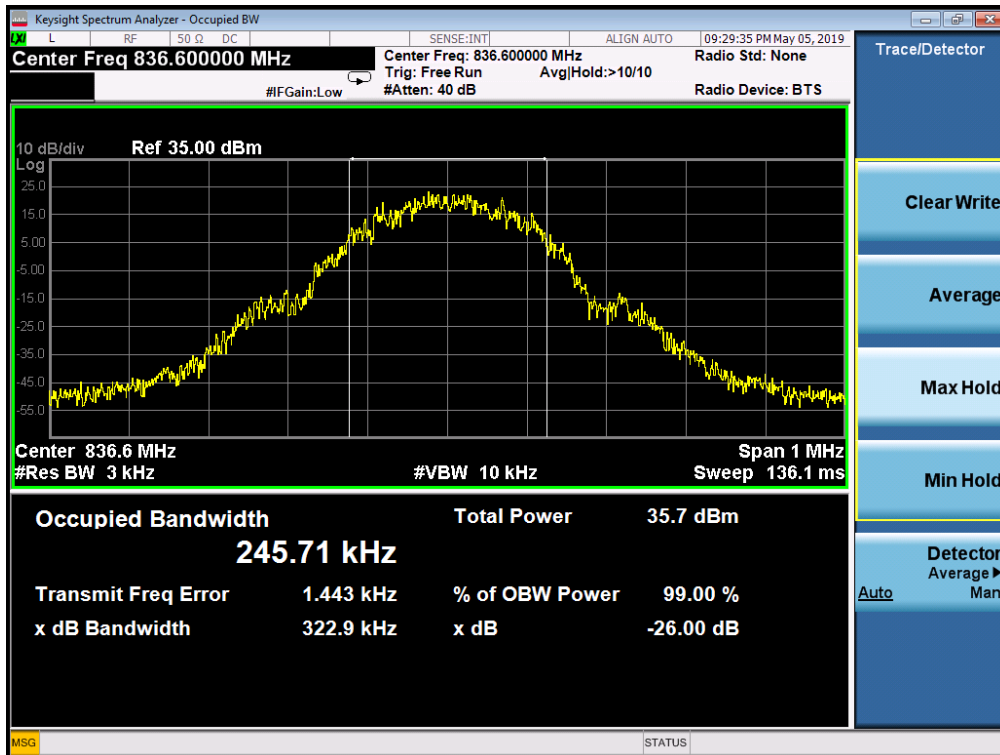 Keysight Spectrum Analyzer - Occupied BW
LXI L RF 50 Ω DC SENSE:INT ALIGN AUTO 09:29:35 PM May 05, 2019
Center Freq 836.600000 MHz
Center Freq: 836.600000 MHz
Radio Std: None
Trig: Free Run
Avg|Hold:>10/10
#IFGain:Low
#Atten: 40 dB
Radio Device: BTS
10 dB/div Ref 35.00 dBm
Log
25.0
15.0
5.00
-5.00
-15.0
-25.0
-35.0
-45.0
-55.0
Center 836.6 MHz
Span 1 MHz
#Res BW 3 kHz
#VBW 10 kHz
Sweep 136.1 ms
Occupied Bandwidth
Total Power 35.7 dBm
245.71 kHz
Transmit Freq Error 1.443 kHz
% of OBW Power 99.00 %
x dB Bandwidth 322.9 kHz
x dB -26.00 dB
MSG
STATUS
Trace/Detector
Clear Write
Average
Max Hold
Min Hold
Detector
Average
Auto Man